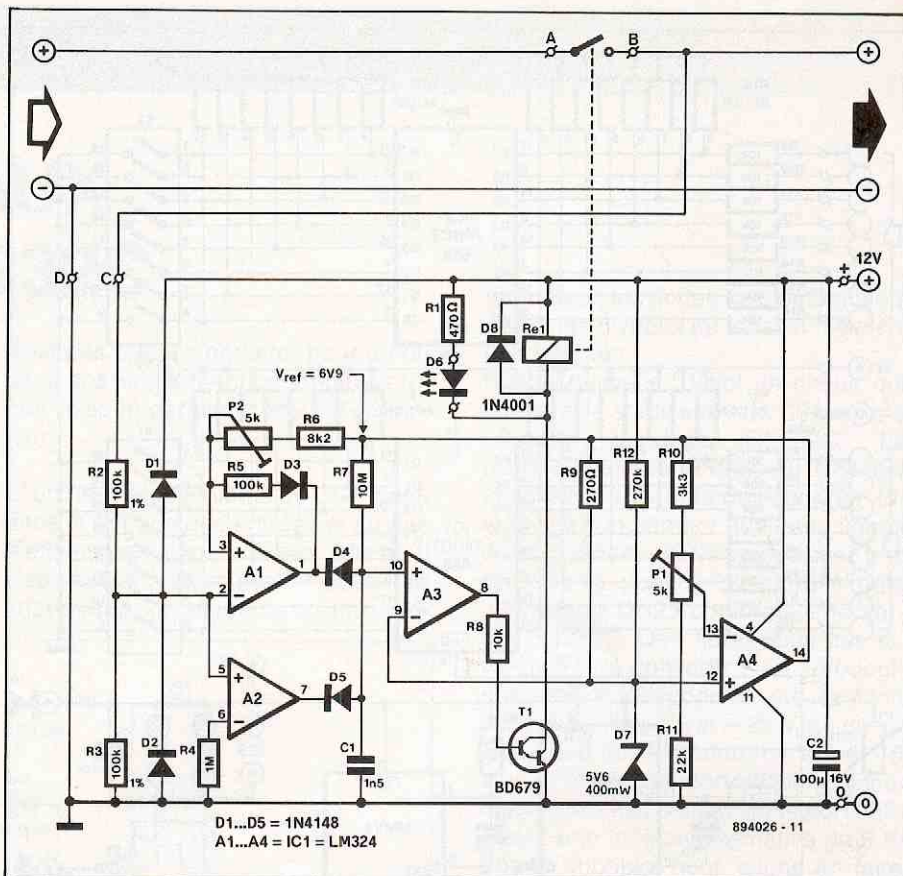 A
B
+
+
−
−
D
C
12V
+
+
R1
470Ω
D8
Re1
D6
Vref = 6V9
1N4001
P2
5k
R6
8k2
R2
100k
1%
D1
R5
100k
D3
R7
10M
R9
270Ω
R12
270k
R10
3k3
3
+
A1
1
2
−
D4
10
+
A3
8
9
−
P1
5k
R8
10k
13
−
4
A4
14
12
+
11
5
+
A2
7
6
D5
R3
100k
1%
D2
R4
1M
C1
1n5
T1
BD679
D7
5V6
400mW
R11
22k
C2
100µ
16V
0
0
D1...D5 = 1N4148
A1...A4 = IC1 = LM324
894026 - 11